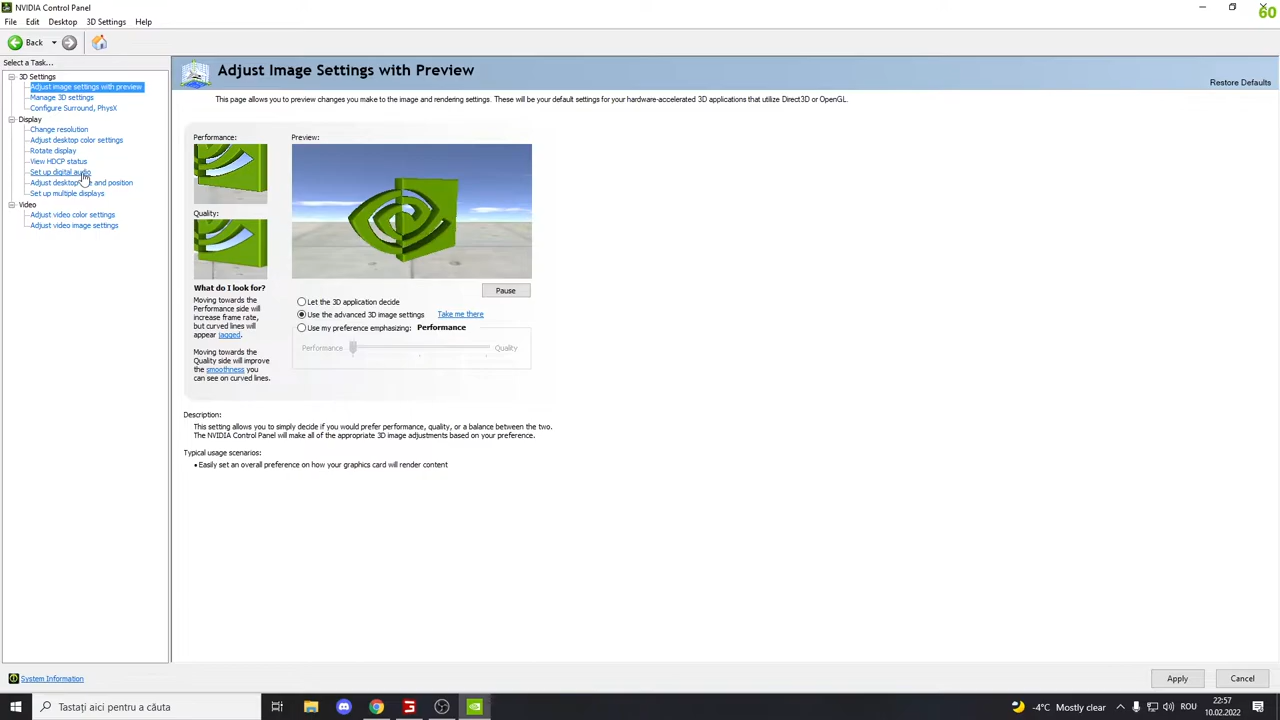 NVIDIA Control Panel
60
File Edit Desktop 3D Settings Help
Back
Select a Task...
3D Settings
Adjust image settings with preview
Manage 3D settings
Configure Surround, PhysX
Display
Change resolution
Adjust desktop color settings
Rotate display
View HDCP status
Set up digital audio
Adjust desktop and position
Set up multiple displays
Video
Adjust video color settings
Adjust video image settings
System Information
Adjust Image Settings with Preview
Restore Defaults
This page allows you to preview changes you make to the image and rendering settings. These will be your default settings for your hardware-accelerated 3D applications that utilize Direct3D or OpenGL.
Performance:
Quality:
What do I look for?
Moving towards the
Performance side will
increase frame rate,
but curved lines will
appear jagged.
Moving towards the
Quality side will improve
the smoothness you
can see on curved lines.
Preview:
Pause
Let the 3D application decide
Use the advanced 3D image settings Take me there
Use my preference emphasizing: Performance
Performance Quality
Description:
This setting allows you to simply decide if you would prefer performance, quality, or a balance between the two.
The NVIDIA Control Panel will make all of the appropriate 3D image adjustments based on your preference.
Typical usage scenarios:
• Easily set an overall preference on how your graphics card will render content
Apply Cancel
Tastați aici pentru a căuta
-4°C Mostly clear
ROU
22:57
10.02.2022